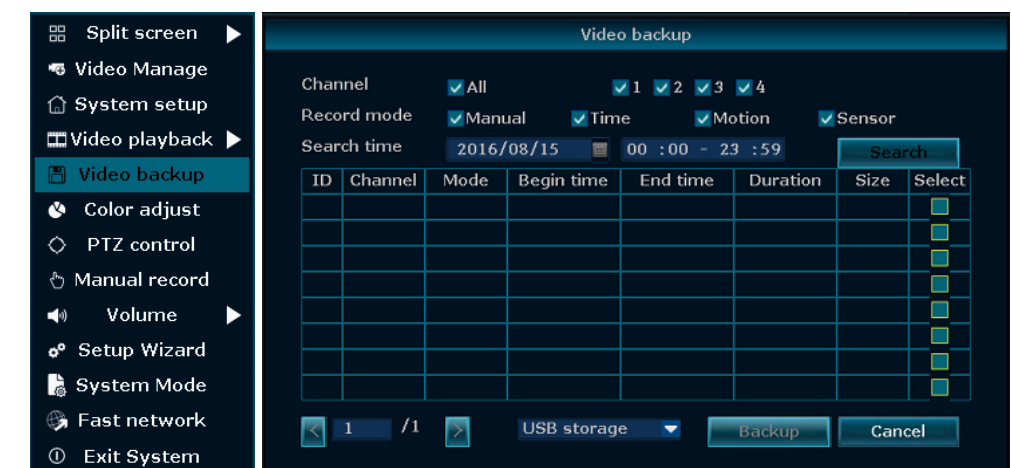 Split screen
Video Manage
System setup
Video playback
Video backup
Color adjust
PTZ control
Manual record
Volume
Setup Wizard
System Mode
Fast network
Exit System
Video backup
Channel All 1 2 3 4
Record mode Manual Time Motion Sensor
Search time 2016/08/15 00 :00 - 23 :59 Search
ID Channel Mode Begin time End time Duration Size Select
< 1 /1 > USB storage Backup Cancel